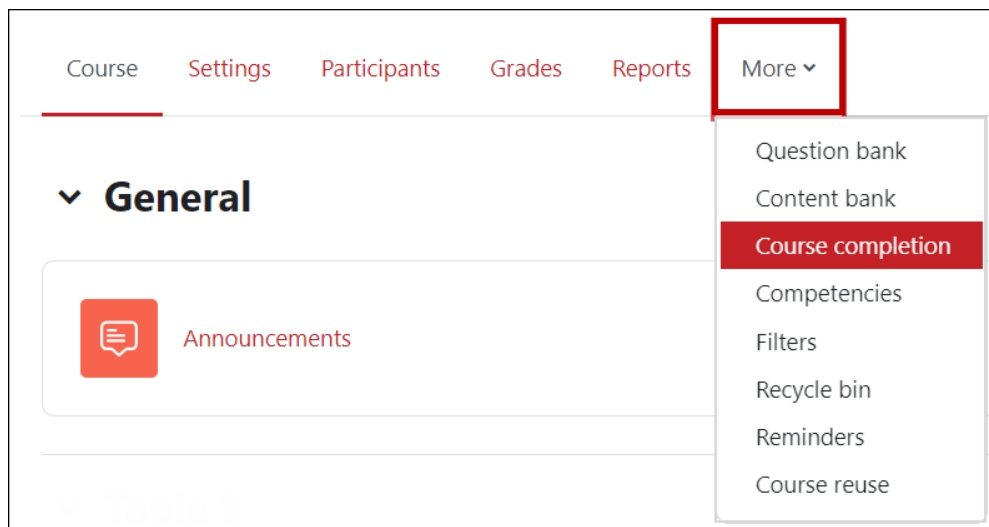 Course Settings Participants Grades Reports More
Question bank
General
Content bank
Course completion
Competencies
Announcements
Filters
Recycle bin
Reminders
Course reuse